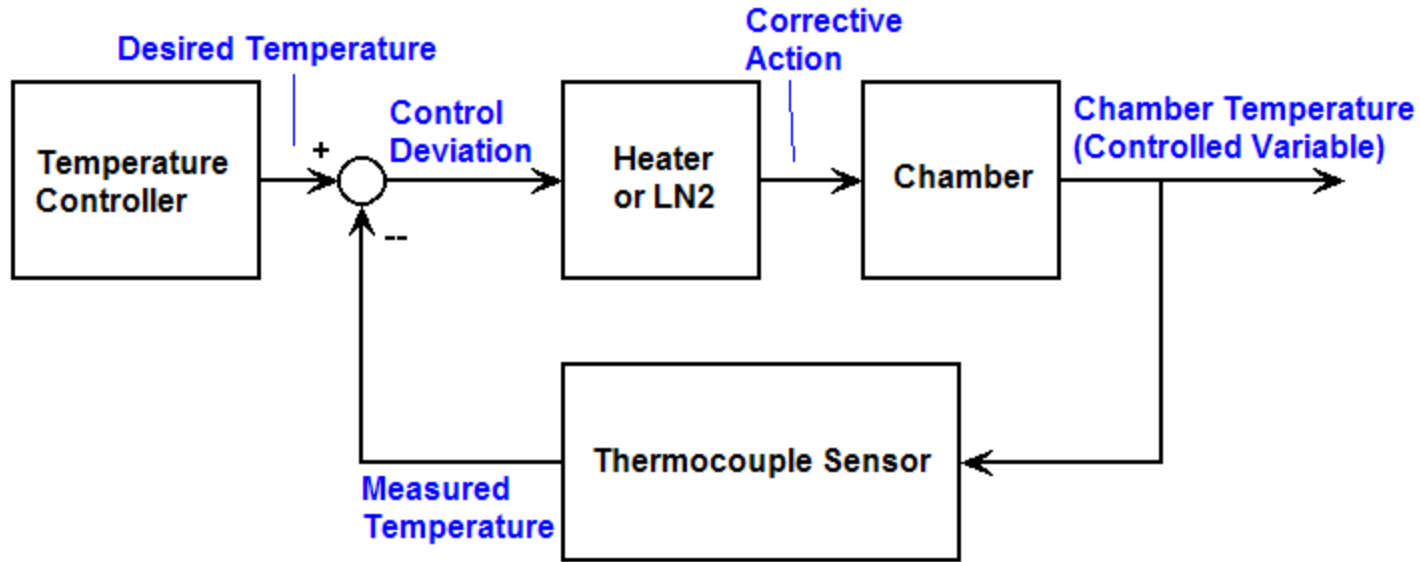 Desired Temperature
Corrective
Action
Control
Deviation
Chamber Temperature
(Controlled Variable)
+
Temperature
Controller
Heater
or LN2
Chamber
--
Thermocouple Sensor
Measured
Temperature